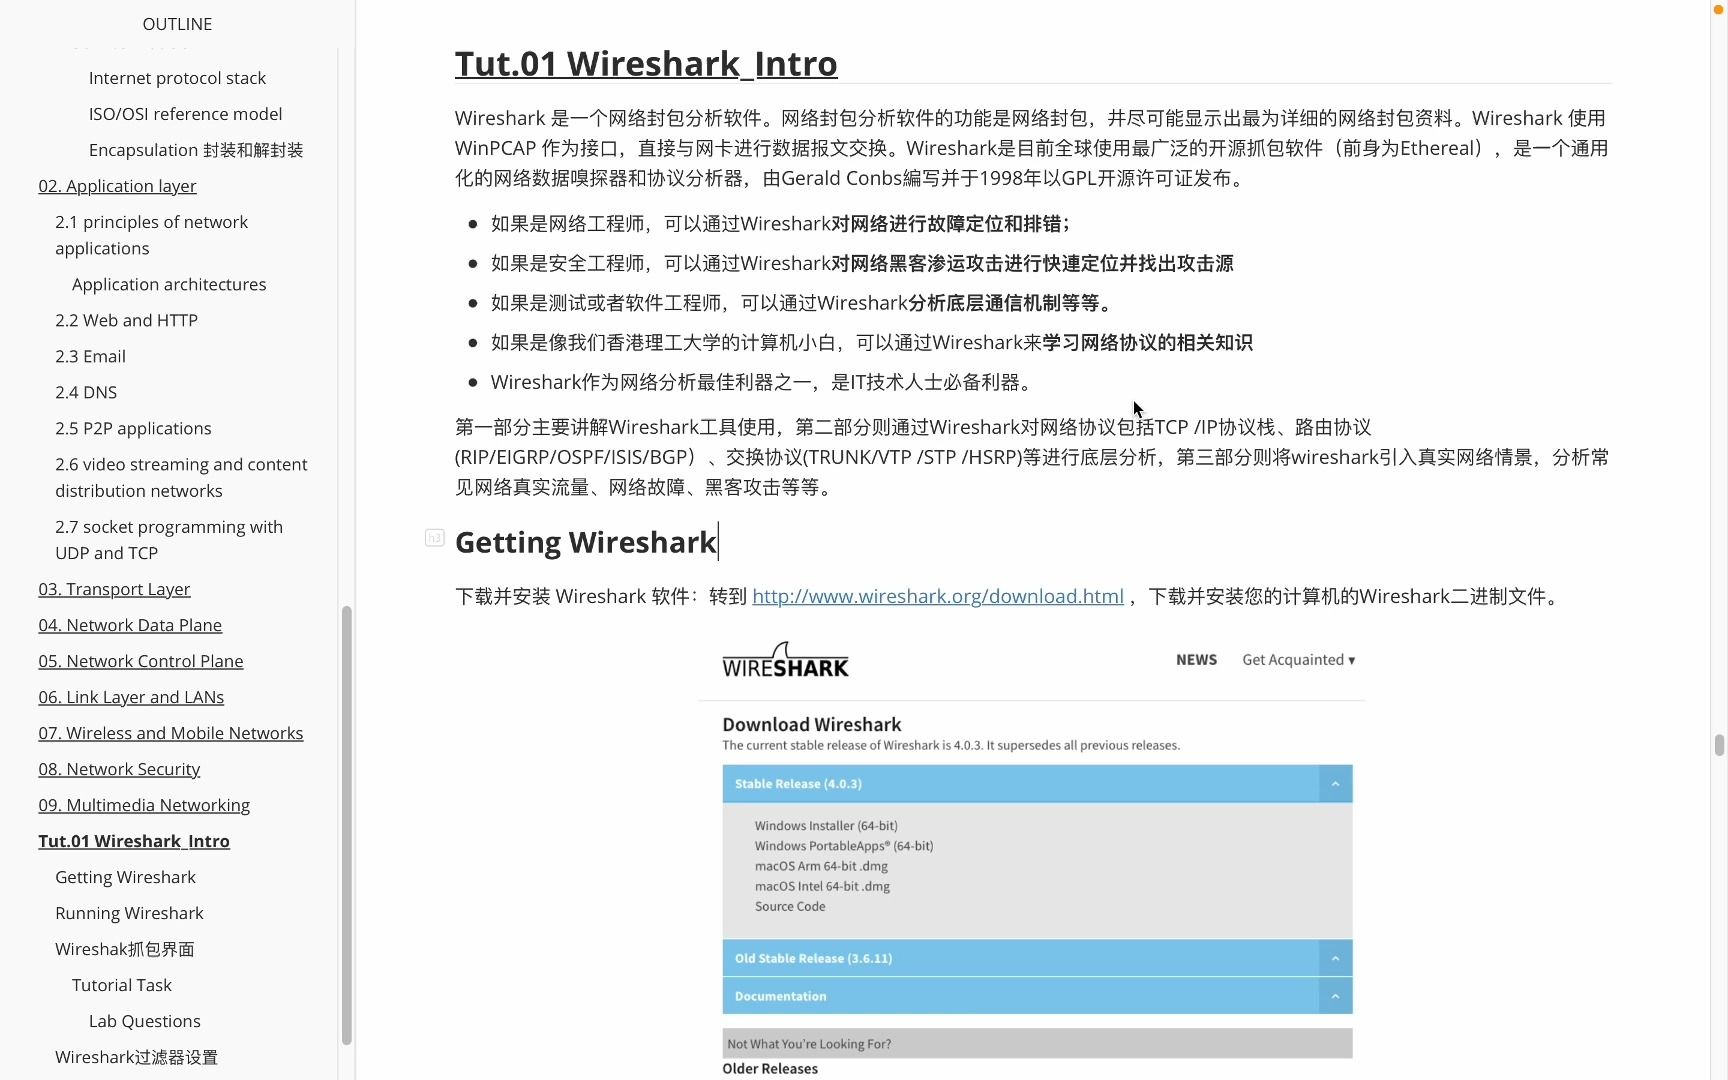 OUTLINE
Internet protocol stack
ISO/OSI reference model
Encapsulation 封装和解封装
02. Application layer
2.1 principles of network
applications
Application architectures
2.2 Web and HTTP
2.3 Email
2.4 DNS
2.5 P2P applications
2.6 video streaming and content
distribution networks
2.7 socket programming with
UDP and TCP
03. Transport Layer
04. Network Data Plane
05. Network Control Plane
06. Link Layer and LANs
07. Wireless and Mobile Networks
08. Network Security
09. Multimedia Networking
Tut.01 Wireshark_Intro
Getting Wireshark
Running Wireshark
Wireshak抓包界面
Tutorial Task
Lab Questions
Wireshark过滤器设置
Tut.01 Wireshark_Intro
Wireshark 是一个网络封包分析软件。网络封包分析软件的功能是网络封包，井尽可能显示出最为详细的网络封包资料。Wireshark 使用
WinPCAP 作为接口，直接与网卡进行数据报文交换。Wireshark是目前全球使用最广泛的开源抓包软件（前身为Ethereal），是一个通用
化的网络数据嗅探器和协议分析器，由Gerald Conbs編写并于1998年以GPL开源许可证发布。
如果是网络工程师，可以通过Wireshark对网络进行故障定位和排错；
如果是安全工程师，可以通过Wireshark对网络黑客渗运攻击进行快連定位并找出攻击源
如果是测试或者软件工程师，可以通过Wireshark分析底层通信机制等等。
如果是像我们香港理工大学的计算机小白，可以通过Wireshark来学习网络协议的相关知识
Wireshark作为网络分析最佳利器之一，是IT技术人士必备利器。
第一部分主要讲解Wireshark工具使用，第二部分则通过Wireshark对网络协议包括TCP /IP协议栈、路由协议
(RIP/EIGRP/OSPF/ISIS/BGP）、交换协议(TRUNK/VTP /STP /HSRP)等进行底层分析，第三部分则将wireshark引入真实网络情景，分析常
见网络真实流量、网络故障、黑客攻击等等。
h3
Getting Wireshark
下载并安装 Wireshark 软件：转到 http://www.wireshark.org/download.html ，下载并安装您的计算机的Wireshark二进制文件。
WIRESHARK
NEWS Get Acquainted ▾
Download Wireshark
The current stable release of Wireshark is 4.0.3. It supersedes all previous releases.
Stable Release (4.0.3)
Windows Installer (64-bit)
Windows PortableApps® (64-bit)
macOS Arm 64-bit .dmg
macOS Intel 64-bit .dmg
Source Code
Old Stable Release (3.6.11)
Documentation
Not What You're Looking For?
Older Releases